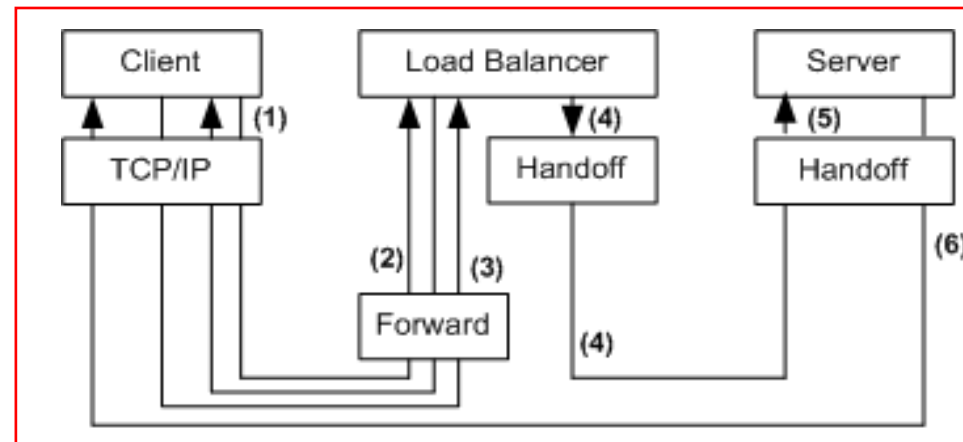 Client
Load Balancer
Server
(1)
(4)
(5)
TCP/IP
Handoff
Handoff
(2)
(3)
(6)
Forward
(4)